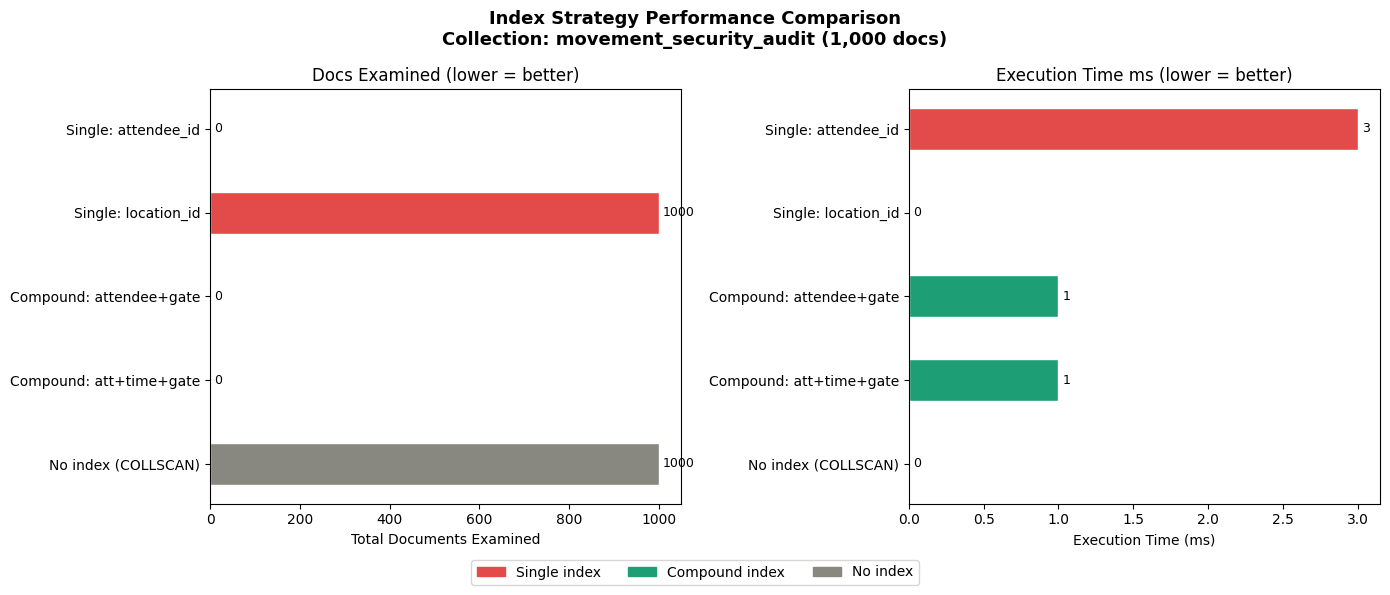 Index Strategy Performance Comparison
Collection: movement_security_audit (1,000 docs)
Docs Examined (lower = better)
Single: attendee_id
0
Single: location_id
1000
Compound: attendee+gate
0
Compound: att+time+gate
0
No index (COLLSCAN)
1000
0 200 400 600 800 1000
Total Documents Examined
Execution Time ms (lower = better)
Single: attendee_id
3
Single: location_id
0
Compound: attendee+gate
1
Compound: att+time+gate
1
No index (COLLSCAN)
0
0.0 0.5 1.0 1.5 2.0 2.5 3.0
Execution Time (ms)
Single index Compound index No index